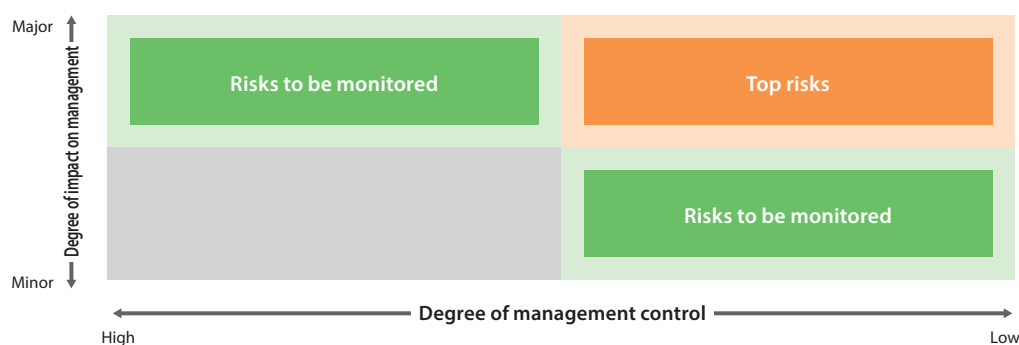 Major
Degree of impact on management
Risks to be monitored
Top risks
Risks to be monitored
Minor
Degree of management control
High
Low